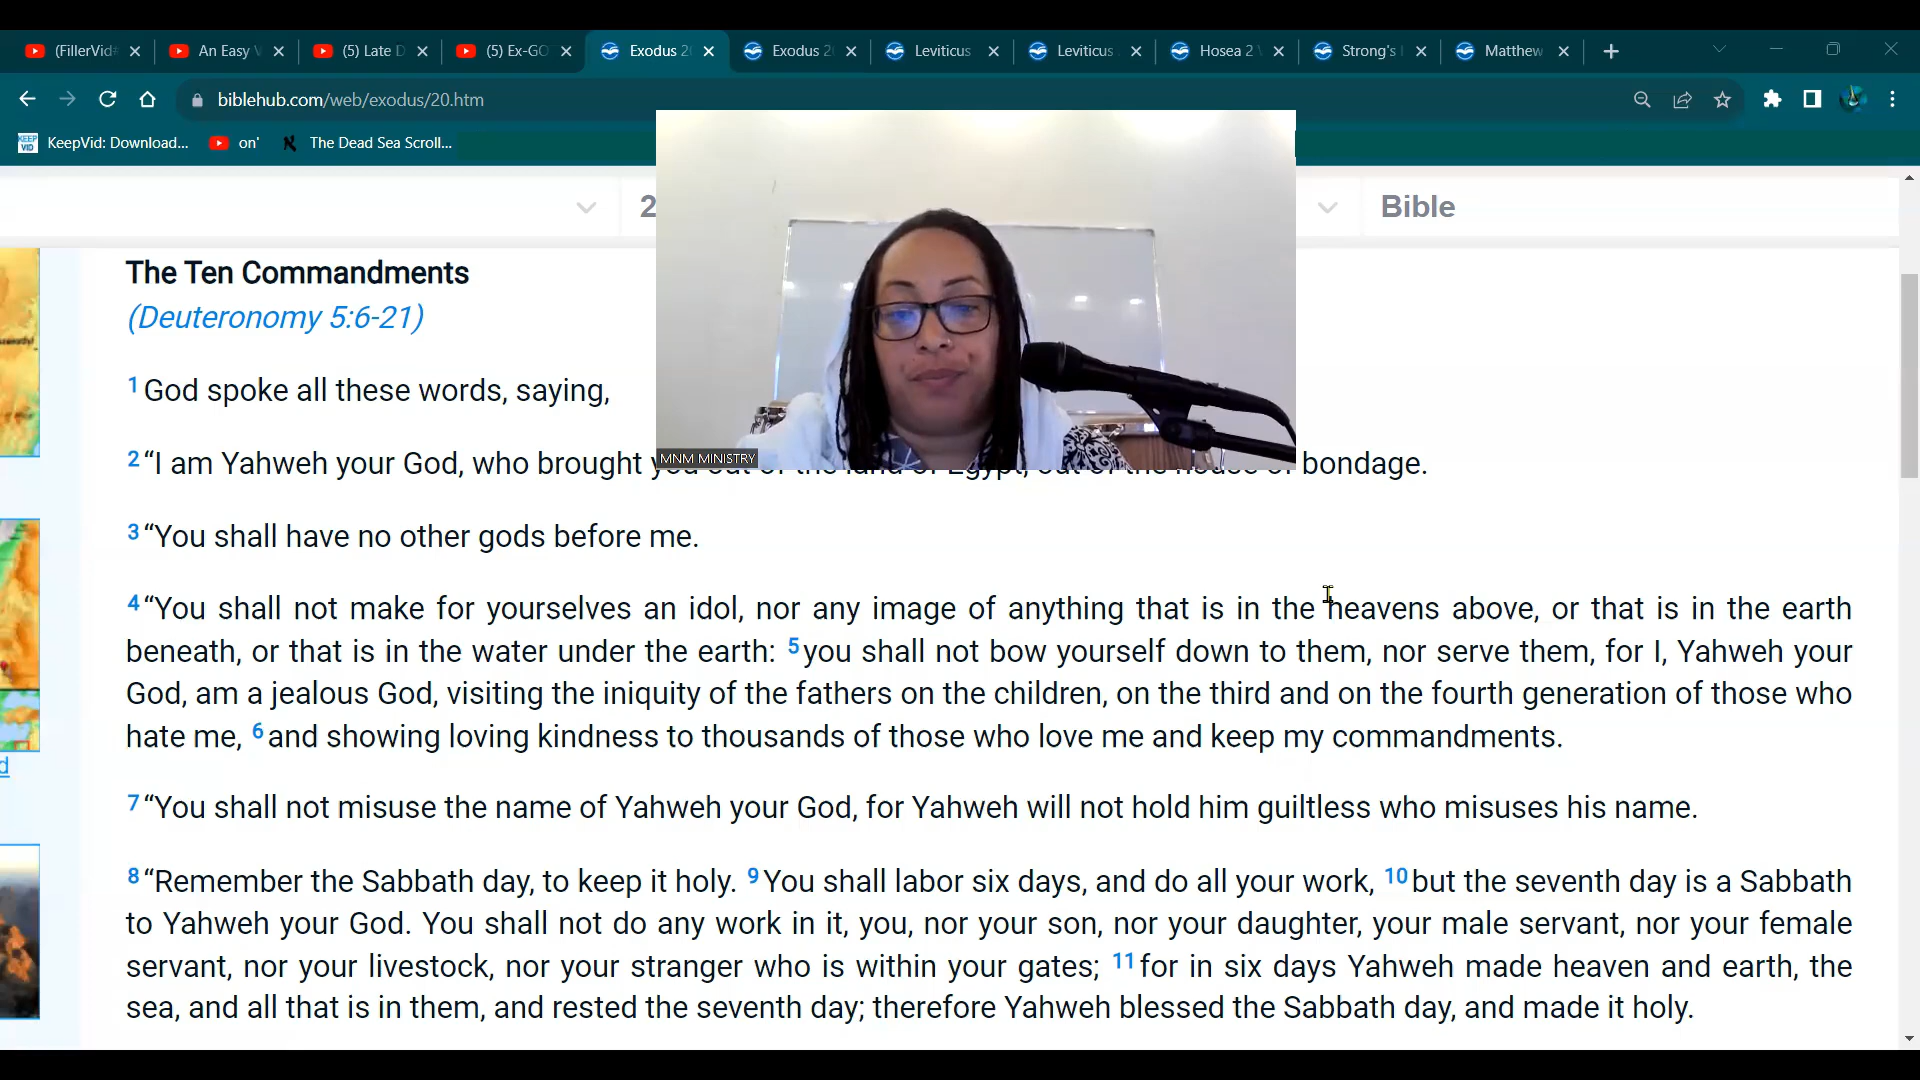 (FillerVid#
An Easy V
(5) Late D
(5) Ex-GO
Exodus 2
Exodus 2
Leviticus
Leviticus
Hosea 2
Strong's
Matthew
biblehub.com/web/exodus/20.htm
KeepVid: Download...
on'
The Dead Sea Scroll...
2
Bible
The Ten Commandments
(Deuteronomy 5:6-21)
1 God spoke all these words, saying,
MNM MINISTRY
2 “I am Yahweh your God, who brought you out of the land of Egypt, out of the house of bondage.
3 “You shall have no other gods before me.
4 “You shall not make for yourselves an idol, nor any image of anything that is in the heavens above, or that is in the earth
beneath, or that is in the water under the earth: 5 you shall not bow yourself down to them, nor serve them, for I, Yahweh your
God, am a jealous God, visiting the iniquity of the fathers on the children, on the third and on the fourth generation of those who
hate me, 6 and showing loving kindness to thousands of those who love me and keep my commandments.
d
7 “You shall not misuse the name of Yahweh your God, for Yahweh will not hold him guiltless who misuses his name.
8 “Remember the Sabbath day, to keep it holy. 9 You shall labor six days, and do all your work, 10 but the seventh day is a Sabbath
to Yahweh your God. You shall not do any work in it, you, nor your son, nor your daughter, your male servant, nor your female
servant, nor your livestock, nor your stranger who is within your gates; 11 for in six days Yahweh made heaven and earth, the
sea, and all that is in them, and rested the seventh day; therefore Yahweh blessed the Sabbath day, and made it holy.